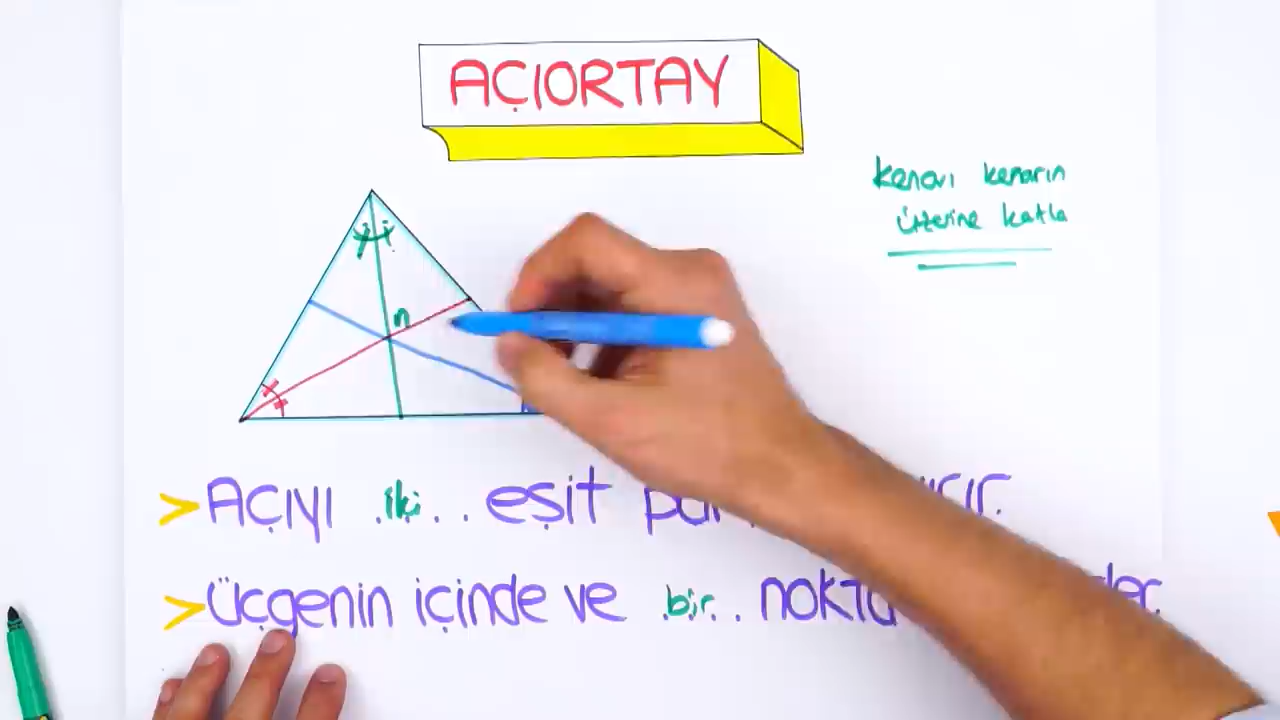 AÇIORTAY
kenarı kenarın
üzerine katla
n
> Açıyı .iki.. eşit
> Üçgenin içinde ve .bir.. nokta